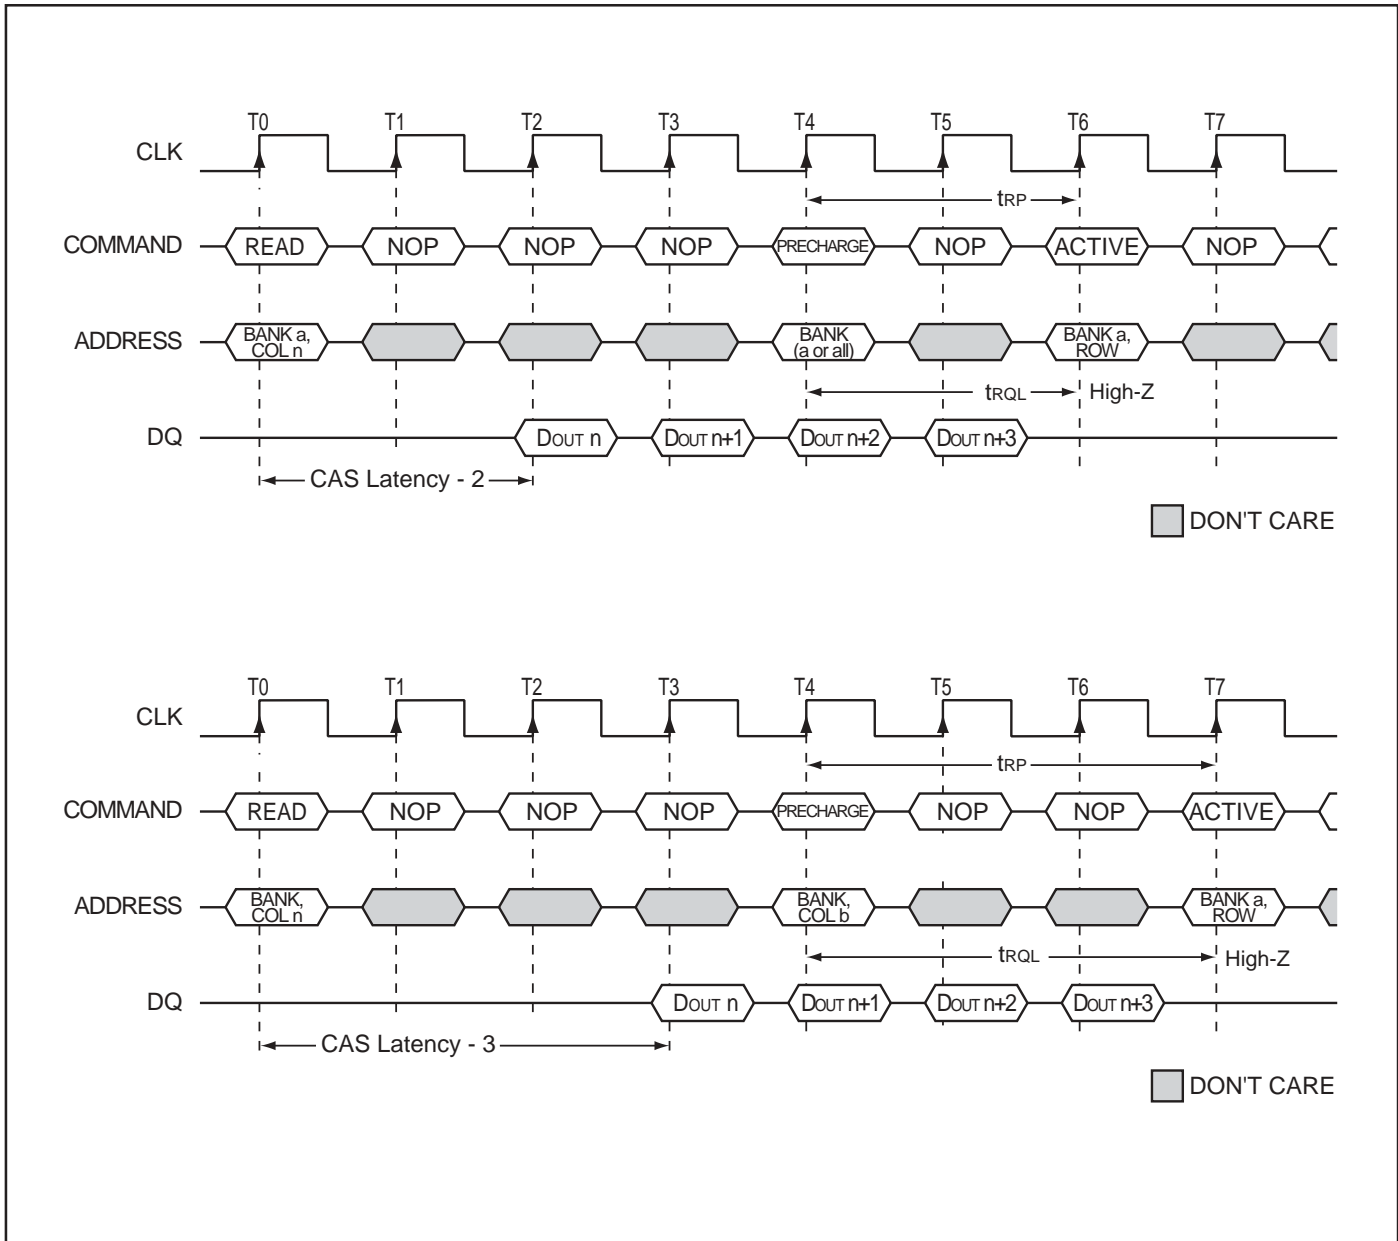 T0 T1 T2 T3 T4 T5 T6 T7
CLK
tRP
COMMAND READ NOP NOP NOP PRECHARGE NOP ACTIVE NOP
ADDRESS BANK a, BANK BANK a,
COL n (a or all) ROW
tRQL High-Z
DQ DOUT n DOUT n+1 DOUT n+2 DOUT n+3
CAS Latency - 2
DON'T CARE
T0 T1 T2 T3 T4 T5 T6 T7
CLK
tRP
COMMAND READ NOP NOP NOP PRECHARGE NOP NOP ACTIVE
ADDRESS BANK, BANK, BANK a,
COL n COL b ROW
tRQL High-Z
DQ DOUT n DOUT n+1 DOUT n+2 DOUT n+3
CAS Latency - 3
DON'T CARE